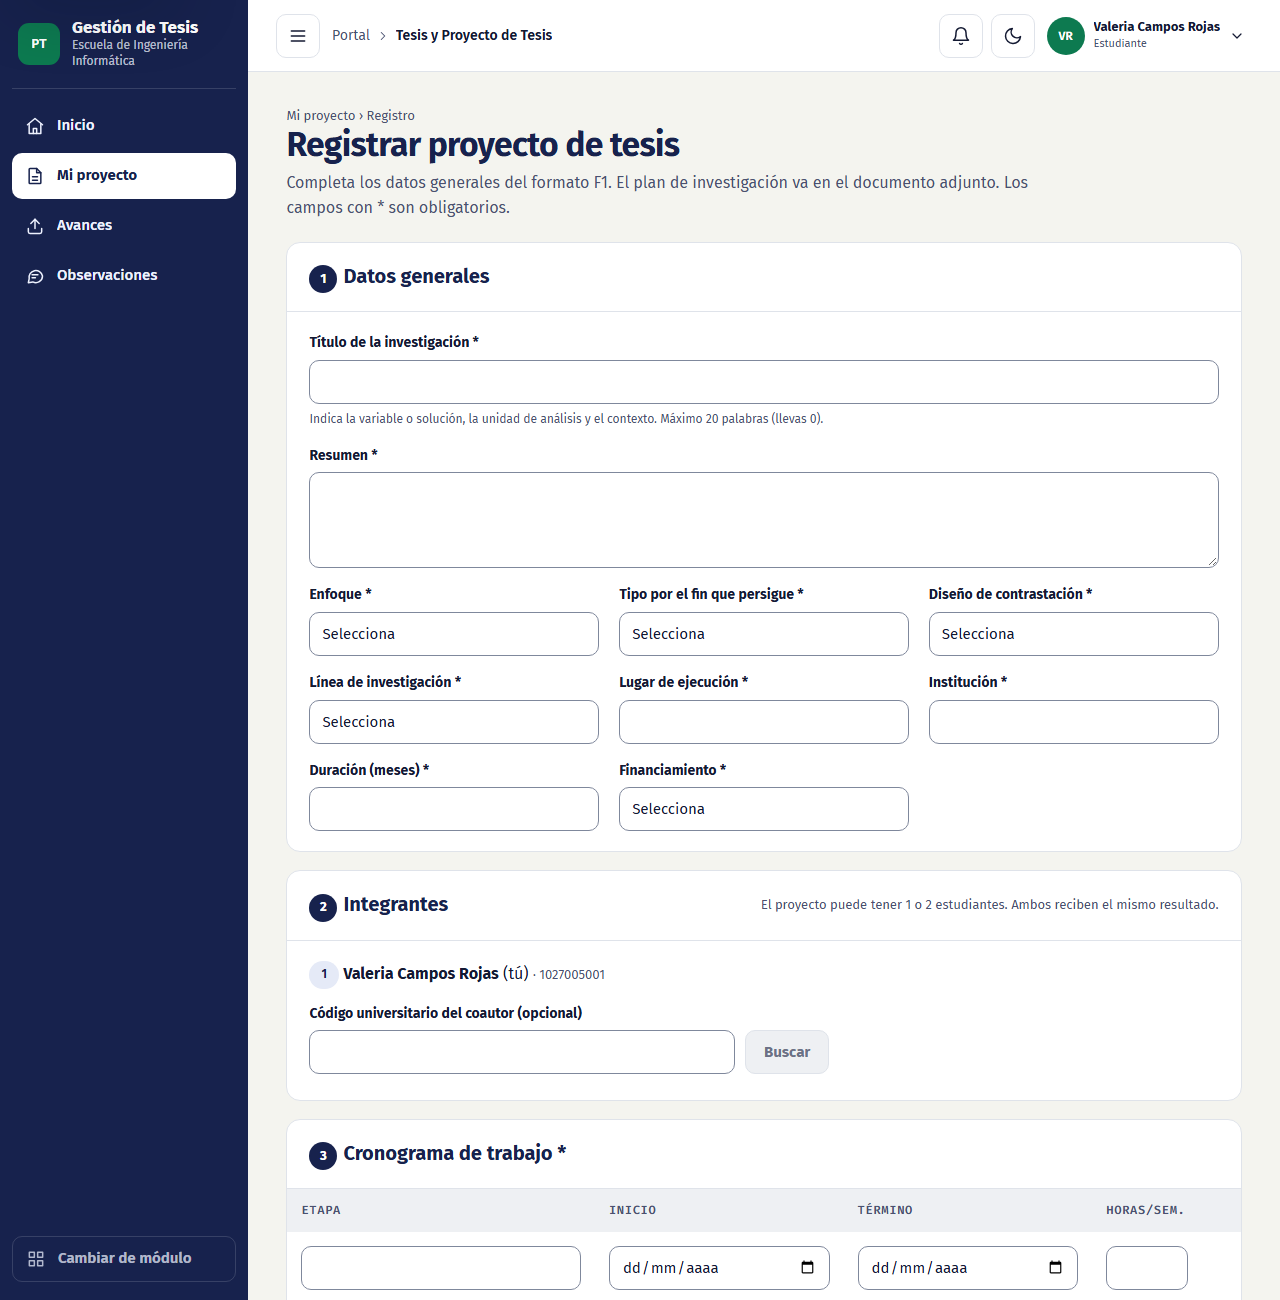 PT
Gestión de Tesis
Escuela de Ingeniería
Informática
Inicio
Mi proyecto
Avances
Observaciones
Cambiar de módulo
Portal > Tesis y Proyecto de Tesis
VR
Valeria Campos Rojas
Estudiante
Mi proyecto › Registro
Registrar proyecto de tesis
Completa los datos generales del formato F1. El plan de investigación va en el documento adjunto. Los
campos con * son obligatorios.
1 Datos generales
Título de la investigación *
Indica la variable o solución, la unidad de análisis y el contexto. Máximo 20 palabras (llevas 0).
Resumen *
Enfoque * Tipo por el fin que persigue * Diseño de contrastación *
Selecciona Selecciona Selecciona
Línea de investigación * Lugar de ejecución * Institución *
Selecciona
Duración (meses) * Financiamiento *
Selecciona
2 Integrantes
El proyecto puede tener 1 o 2 estudiantes. Ambos reciben el mismo resultado.
1 Valeria Campos Rojas (tú) · 1027005001
Código universitario del coautor (opcional)
Buscar
3 Cronograma de trabajo *
ETAPA INICIO TÉRMINO HORAS/SEM.
dd/mm/aaaa dd/mm/aaaa